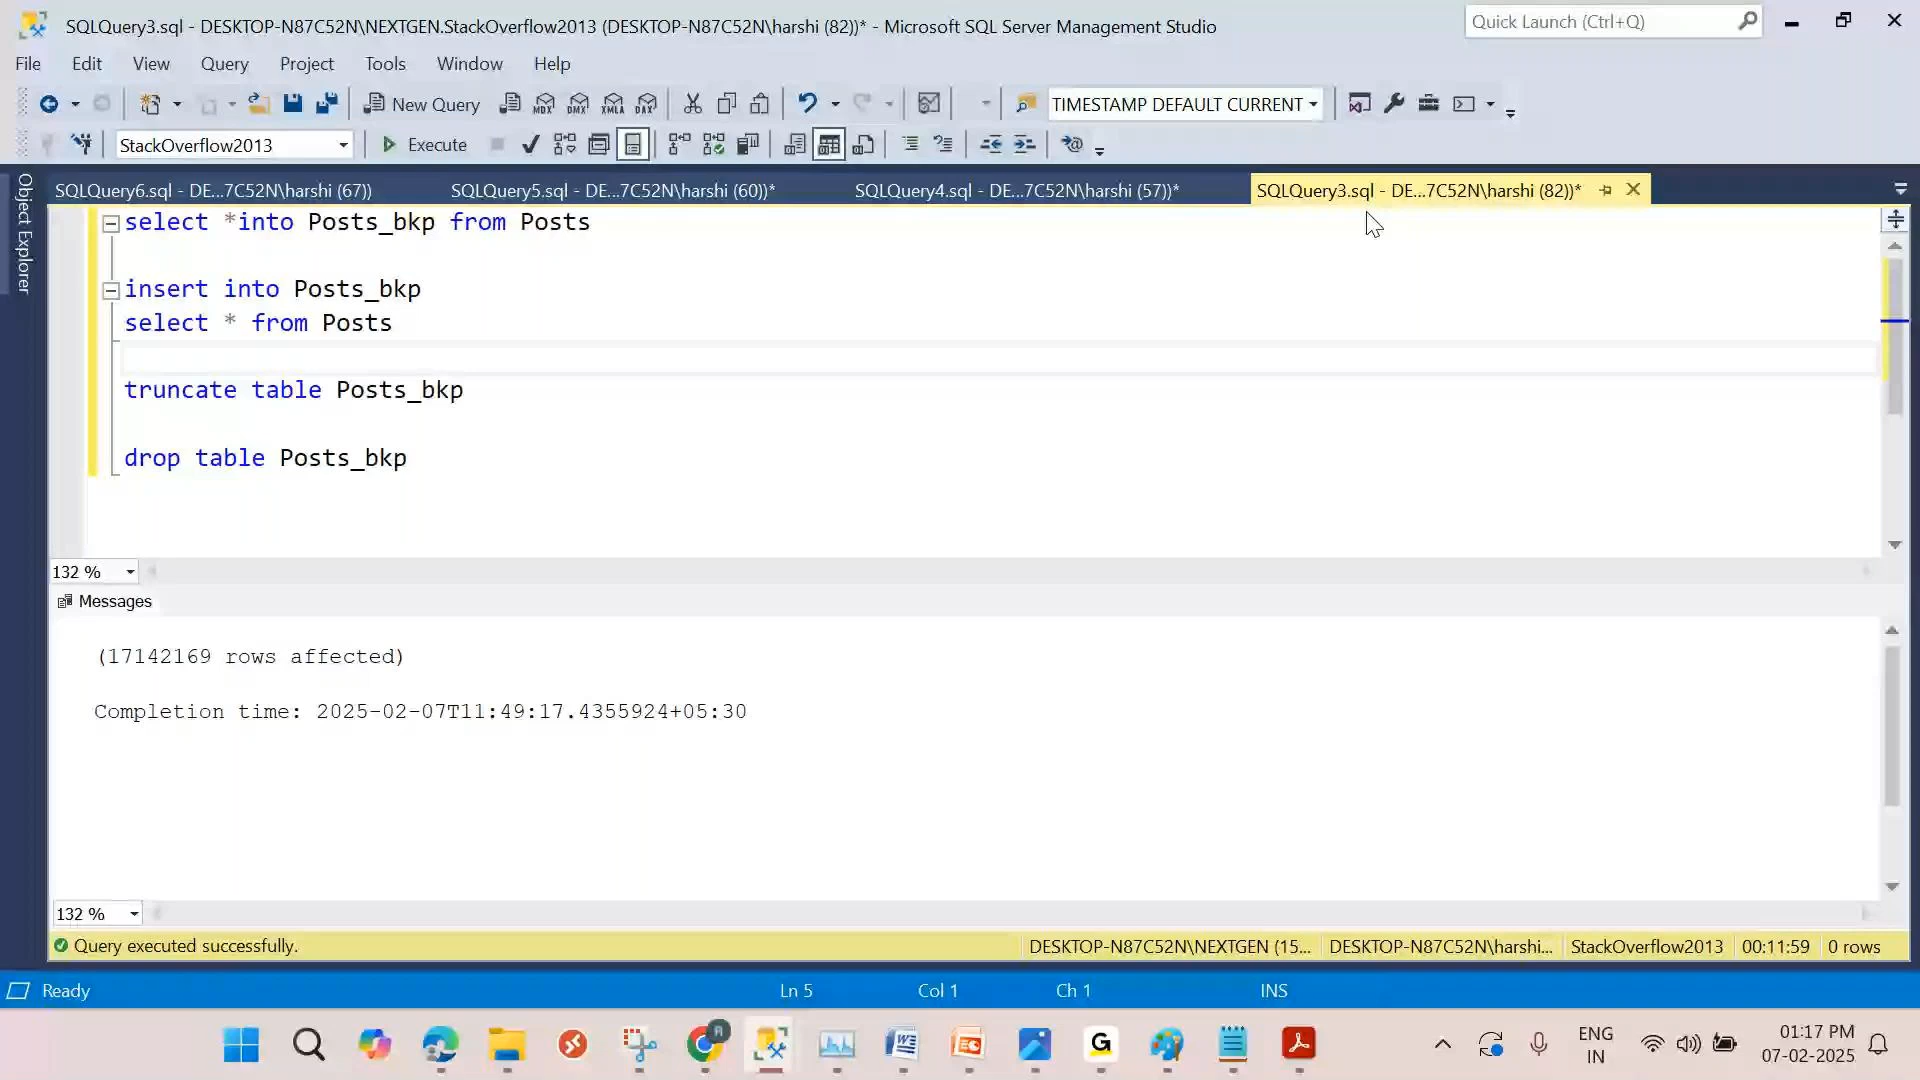 SQLQuery3.sql - DESKTOP-N87C52N\NEXTGEN.StackOverflow2013 (DESKTOP-N87C52N\harshi (82))* - Microsoft SQL Server Management Studio
Quick Launch (Ctrl+Q)
File Edit View Query Project Tools Window Help
New Query MDX DMX XMLA DAX TIMESTAMP DEFAULT CURRENT
StackOverflow2013 Execute
Object Explorer
SQLQuery6.sql - DE...7C52N\harshi (67)) SQLQuery5.sql - DE...7C52N\harshi (60))* SQLQuery4.sql - DE...7C52N\harshi (57))* SQLQuery3.sql - DE...7C52N\harshi (82))*
select *into Posts_bkp from Posts
insert into Posts_bkp
select * from Posts
truncate table Posts_bkp
drop table Posts_bkp
132 %
Messages
(17142169 rows affected)
Completion time: 2025-02-07T11:49:17.4355924+05:30
132 %
Query executed successfully. DESKTOP-N87C52N\NEXTGEN (15... DESKTOP-N87C52N\harshi... StackOverflow2013 00:11:59 0 rows
Ready Ln 5 Col 1 Ch 1 INS
ENG
IN
01:17 PM
07-02-2025